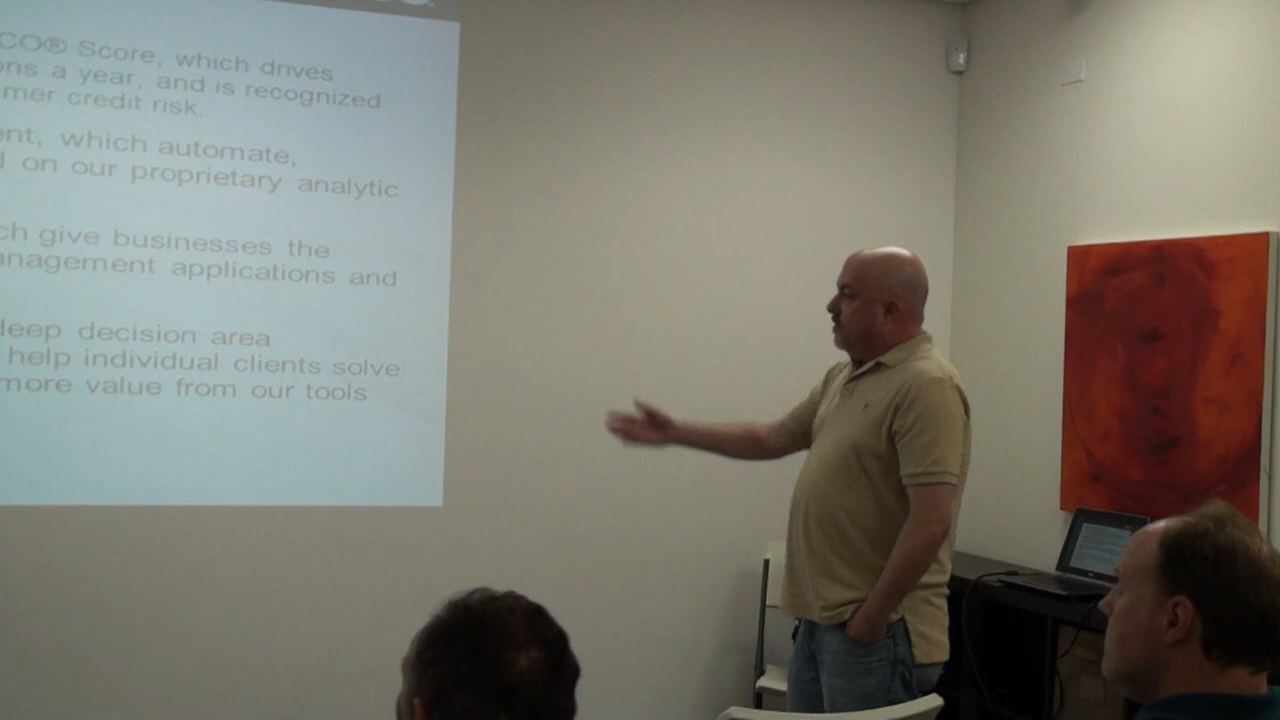 CO® Score, which drives
ons a year, and is recognized
mer credit risk.
ent, which automate,
on our proprietary analytic
ch give businesses the
anagement applications and
deep decision area
help individual clients solve
more value from our tools